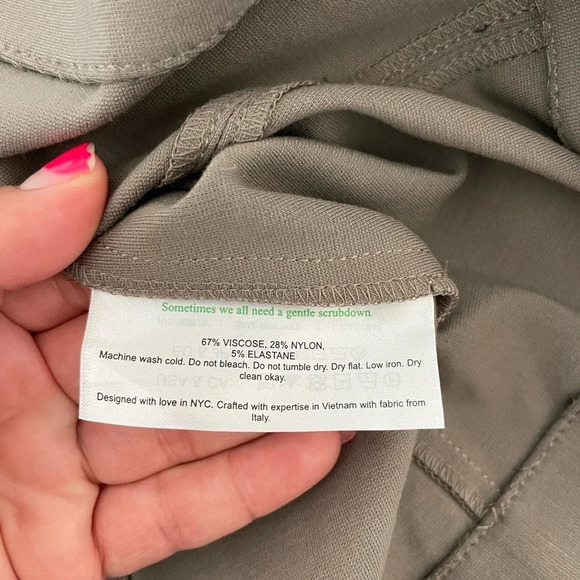 Sometimes we all need a gentle scrubdown.
67% VISCOSE, 28% NYLON,
5% ELASTANE
Machine wash cold. Do not bleach. Do not tumble dry. Dry flat. Low iron. Dry
clean okay.
Designed with love in NYC. Crafted with expertise in Vietnam with fabric from
Italy.